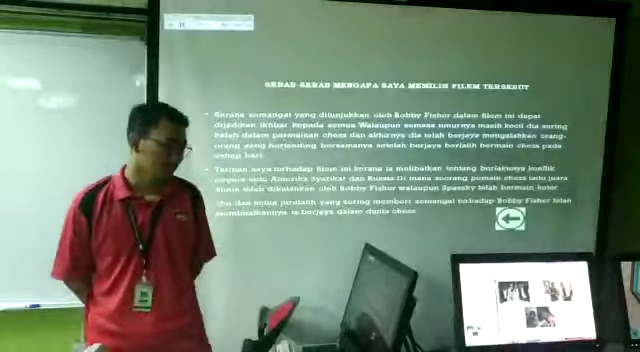 SEBAB-SEBAB MENGAPA SAYA MEMILIH FILEM TERSEBUT
Kerana semangat yang ditunjukkan oleh Bobby Fisher dalam filem ini dapat
dijadikan iktibar kepada semua Walaupun semasa umurnya masih kecil dia sering
kalah dalam permainan chess dan akhirnya dia telah berjaya mengalahkan orang-
orang yang bertanding bersamanya setelah berjaya berlatih bermain chess pada
setiap hari.
Tarikan saya terhadap filem ini kerana ia melibatkan tentang berlakunya konflik
negara iaitu Amerika Syarikat dan Russia.Di mana seorang pemain chess iaitu juara
dunia telah dikalahkan oleh Bobby Fisher walaupun Spassky telah bermain kotor
Ibu dan ketua jurulatih yang sering memberi semangat terhadap Bobby Fisher telah
membuatkannya ia berjaya dalam dunia chess